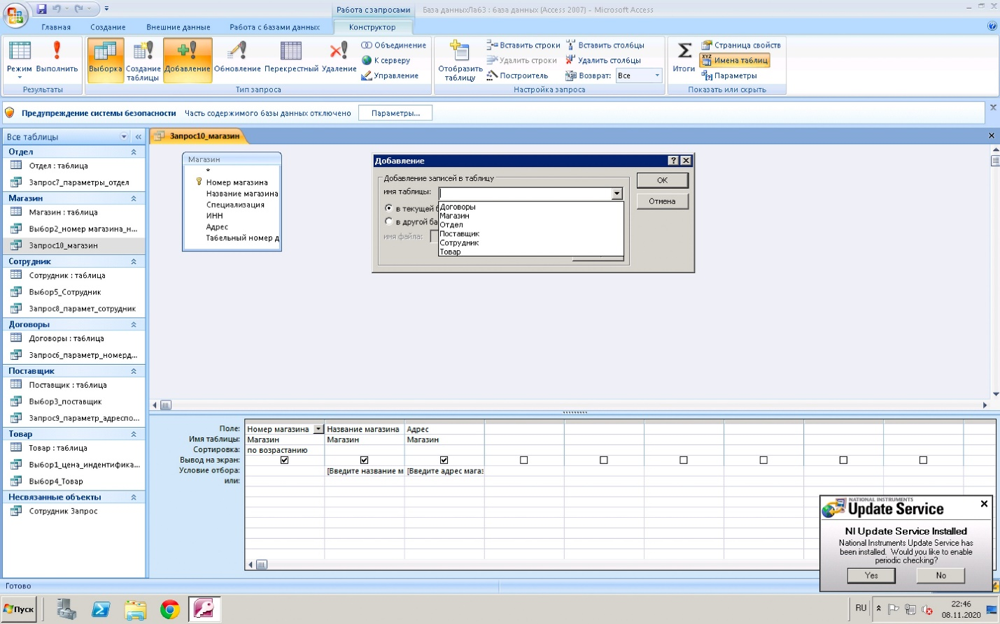 Работа с запросами
База данныхЛа63 : база данных (Access 2007) - Microsoft Access
Главная
Создание
Внешние данные
Работа с базами данных
Конструктор
Режим
Выполнить
Результаты
Выборка
Создание таблицы
Добавление
Обновление
Перекрестный
Удаление
Объединение
К серверу
Управление
Тип запроса
Отобразить таблицу
Вставить строки
Удалить строки
Построитель
Вставить столбцы
Удалить столбцы
Возврат: Все
Настройка запроса
Итоги
Страница свойств
Имена таблиц
Параметры
Показать или скрыть
Предупреждение системы безопасности Часть содержимого базы данных отключено Параметры...
Все таблицы
Отдел
Отдел : таблица
Запрос7_параметры_отдел
Магазин
Магазин : таблица
Выбор2_номер магазина_н...
Запрос10_магазин
Сотрудник
Сотрудник : таблица
Выбор5_Сотрудник
Запрос8_парамет_сотрудник
Договоры
Договоры : таблица
Запрос6_параметр_номерд...
Поставщик
Поставщик : таблица
Выбор3_поставщик
Запрос9_параметр_адреспо...
Товар
Товар : таблица
Выбор1_цена_индентифика...
Выбор4_Товар
Несвязанные объекты
Сотрудник Запрос
Запрос10_магазин
Магазин
*
Номер магазина
Название магазина
Специализация
ИНН
Адрес
Табельный номер д
Добавление
Добавление записей в таблицу
имя таблицы:
в текущей б
в другой ба
имя файла:
Договоры
Магазин
Отдел
Поставщик
Сотрудник
Товар
ОК
Отмена
Поле: Номер магазина Название магазина Адрес
Имя таблицы: Магазин Магазин Магазин
Сортировка: по возрастанию
Вывод на экран:
Условие отбора: [Введите название м [Введите адрес магаз
или:
NATIONAL INSTRUMENTS
Update Service
NI Update Service Installed
National Instruments Update Service has
been installed. Would you like to enable
periodic checking?
Yes
No
Готово
Пуск
RU
22:46
08.11.2020